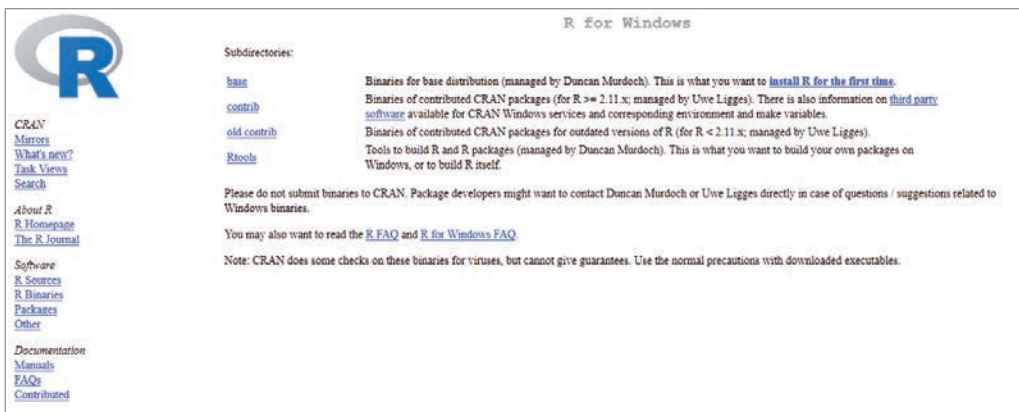 R
CRAN
Mirrors
What's new?
Task Views
Search
About R
R Homepage
The R Journal
Software
R Sources
R Binaries
Packages
Other
Documentation
Manuals
FAQs
Contributed
R for Windows
Subdirectories:
base Binaries for base distribution (managed by Duncan Murdoch). This is what you want to install R for the first time.
contrib Binaries of contributed CRAN packages (for R >= 2.11.x; managed by Uwe Ligges). There is also information on third party
software available for CRAN Windows services and corresponding environment and make variables.
old contrib Binaries of contributed CRAN packages for outdated versions of R (for R < 2.11.x; managed by Uwe Ligges).
Rtools Tools to build R and R packages (managed by Duncan Murdoch). This is what you want to build your own packages on
Windows, or to build R itself.
Please do not submit binaries to CRAN. Package developers might want to contact Duncan Murdoch or Uwe Ligges directly in case of questions / suggestions related to
Windows binaries.
You may also want to read the R FAQ and R for Windows FAQ.
Note: CRAN does some checks on these binaries for viruses, but cannot give guarantees. Use the normal precautions with downloaded executables.